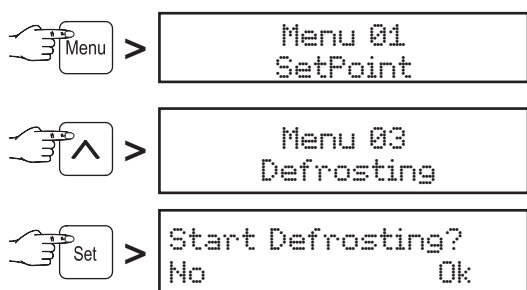 Menu
>
Menu 01
SetPoint
>
Menu 03
Defrosting
Set
>
Start Defrosting?
No Ok